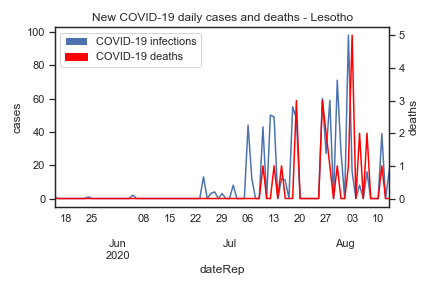 New COVID-19 daily cases and deaths - Lesotho
COVID-19 infections
COVID-19 deaths
100
80
60
40
20
0
cases
5
4
3
2
1
0
deaths
18 25 08 15 22 29 06 13 20 27 03 10
Jun Jul Aug
2020
dateRep